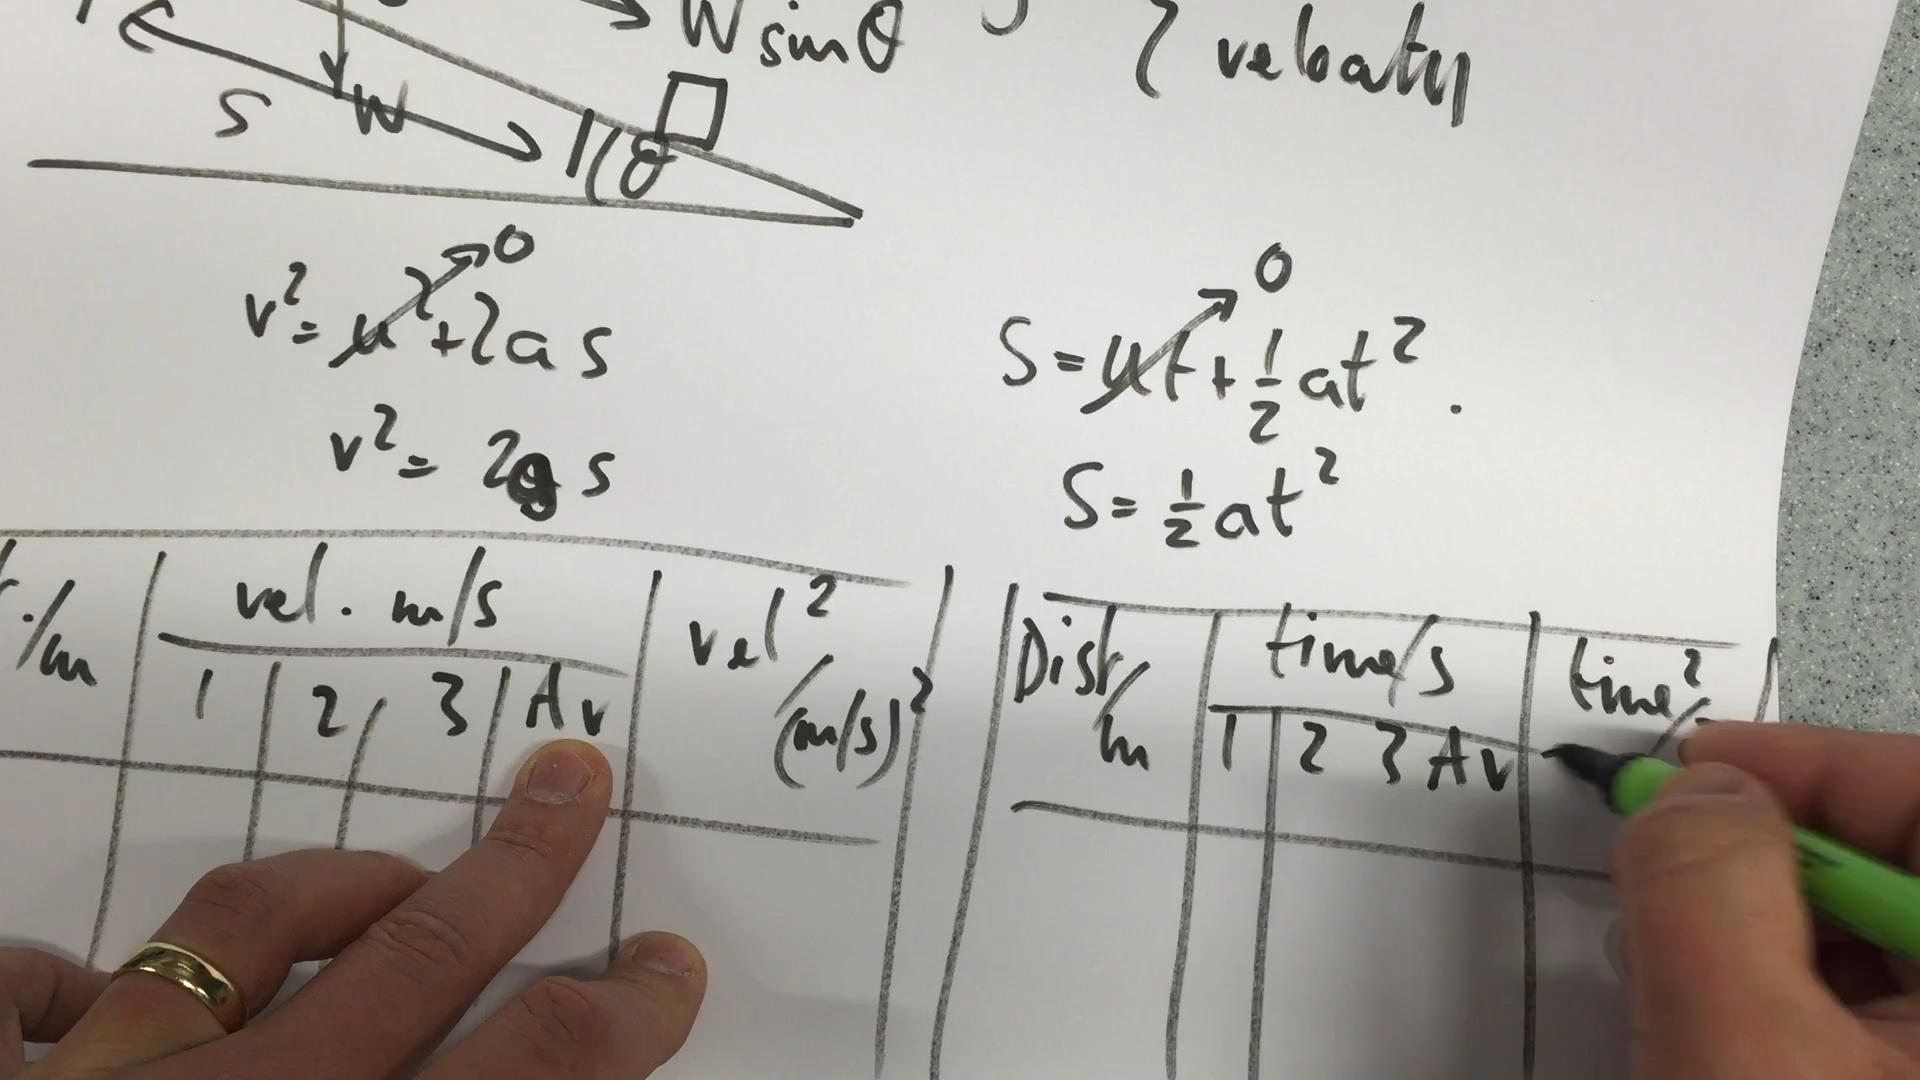 W sin θ
velocity
S
W
θ
0
v² = u² + 2as
v² = 2as
0
S = ut + ½at².
S = ½at²
./m
vel. m/s
1 2 3 Av
vel²/(m/s)²
Dist/m
time/s
1 2 3 Av
time²/